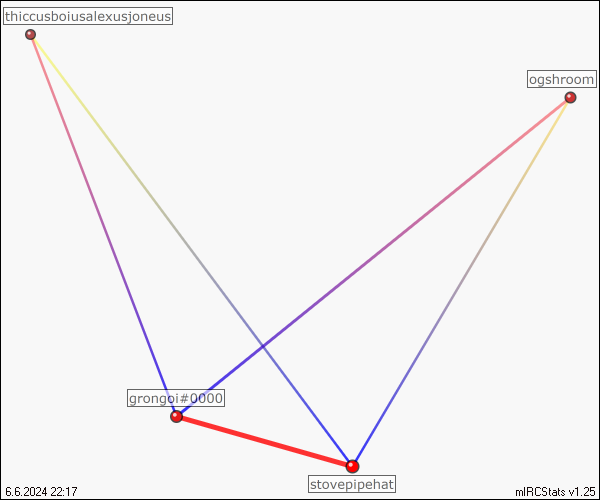 thiccusboiusalexusjoneus
ogshroom
grongoi#0000
stovepipehat
6.6.2024 22:17
mIRCStats v1.25